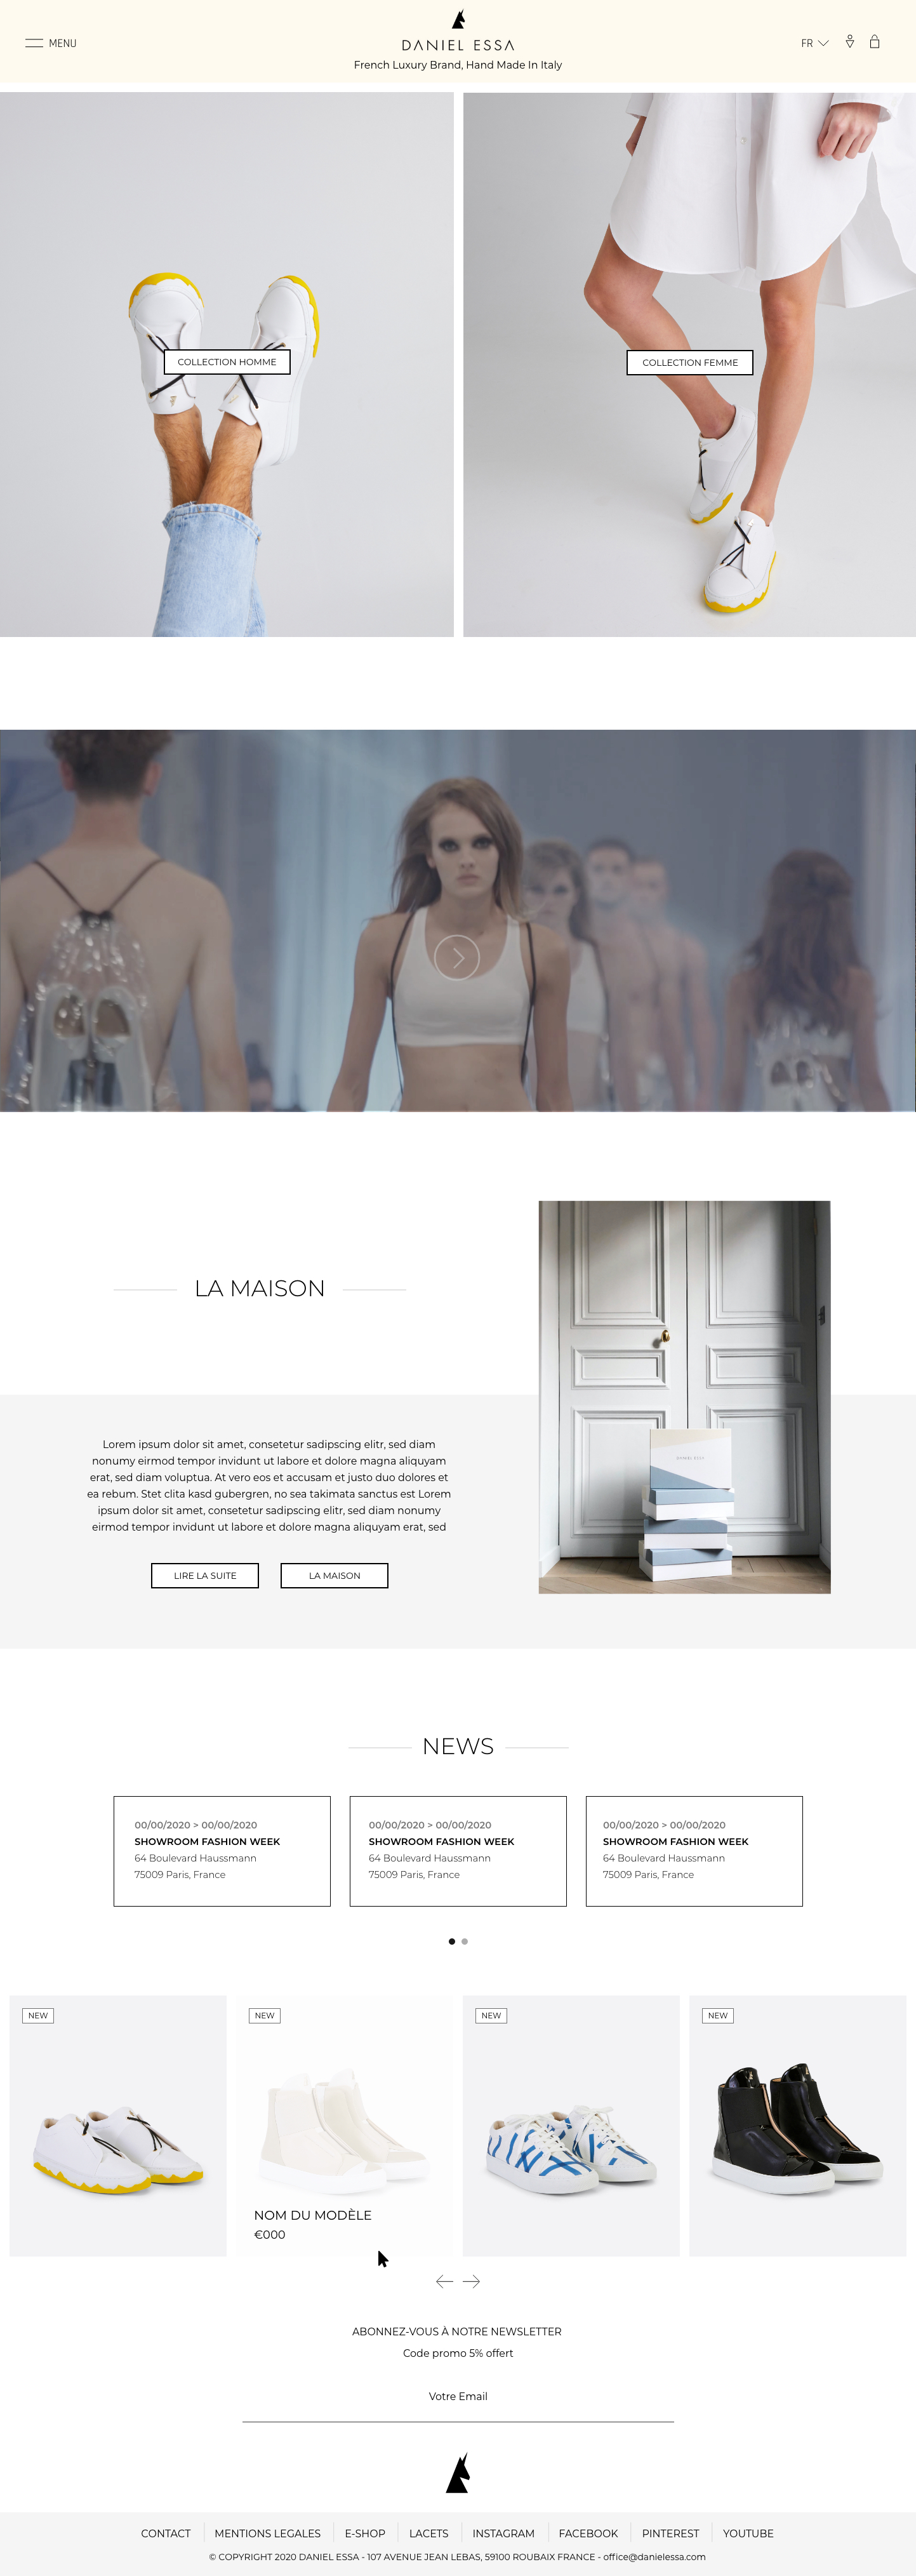 MENU
DANIEL ESSA
FR
French Luxury Brand, Hand Made In Italy
COLLECTION HOMME
COLLECTION FEMME
LA MAISON
DANIEL ESSA
Lorem ipsum dolor sit amet, consetetur sadipscing elitr, sed diam
nonumy eirmod tempor invidunt ut labore et dolore magna aliquyam
erat, sed diam voluptua. At vero eos et accusam et justo duo dolores et
ea rebum. Stet clita kasd gubergren, no sea takimata sanctus est Lorem
ipsum dolor sit amet, consetetur sadipscing elitr, sed diam nonumy
eirmod tempor invidunt ut labore et dolore magna aliquyam erat, sed
LIRE LA SUITE
LA MAISON
NEWS
00/00/2020 > 00/00/2020
SHOWROOM FASHION WEEK
64 Boulevard Haussmann
75009 Paris, France
00/00/2020 > 00/00/2020
SHOWROOM FASHION WEEK
64 Boulevard Haussmann
75009 Paris, France
00/00/2020 > 00/00/2020
SHOWROOM FASHION WEEK
64 Boulevard Haussmann
75009 Paris, France
NEW
NEW
NEW
NEW
NOM DU MODÈLE
€000
ABONNEZ-VOUS À NOTRE NEWSLETTER
Code promo 5% offert
Votre Email
CONTACT
MENTIONS LEGALES
E-SHOP
LACETS
INSTAGRAM
FACEBOOK
PINTEREST
YOUTUBE
© COPYRIGHT 2020 DANIEL ESSA - 107 AVENUE JEAN LEBAS, 59100 ROUBAIX FRANCE - office@danielessa.com